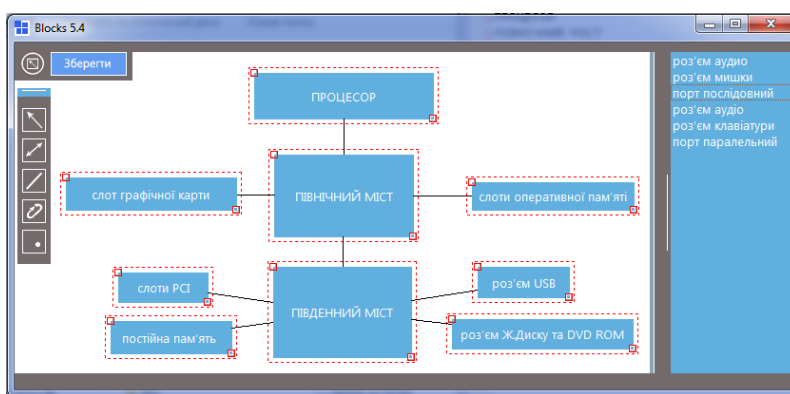 Blocks 5.4
Зберегти
ПРОЦЕСОР
слот графічної карти
ПІВНІЧНИЙ МІСТ
слоти оперативної пам'яті
слоти PCI
постійна пам'ять
ПІВДЕННИЙ МІСТ
роз'єм USB
роз'єм Ж.Диску та DVD ROM
роз'єм аудио
роз'єм мишки
порт послідовний
роз'єм аудіо
роз'єм клавіатури
порт паралельний